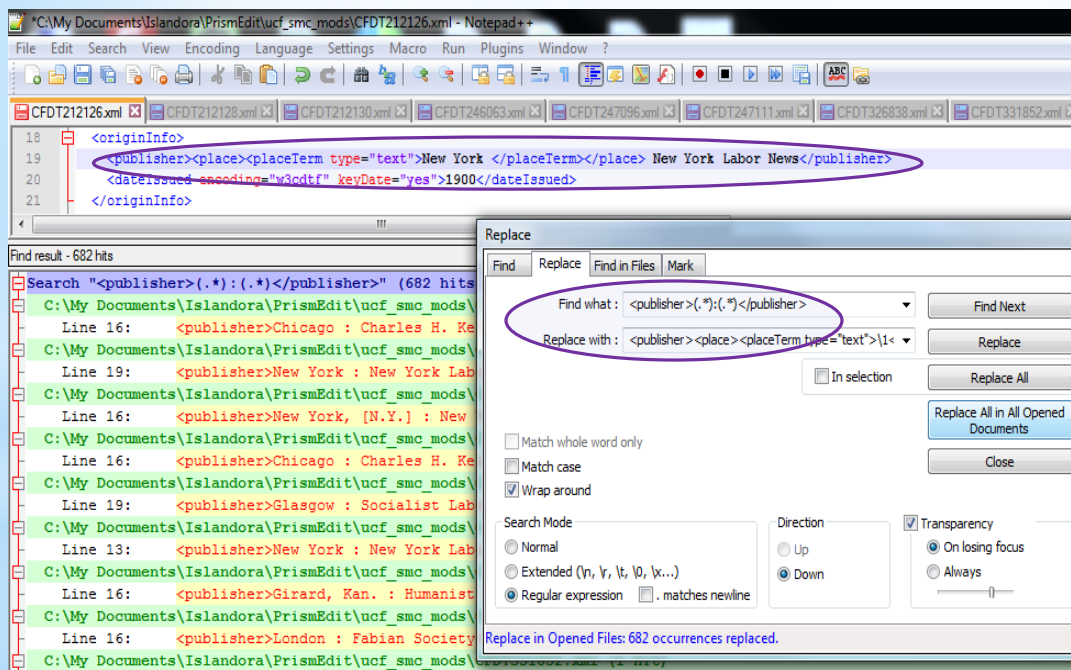 *C:\My Documents\Islandora\PrismEdit\ucf_smc_mods\CFDT212126.xml - Notepad++
File Edit Search View Encoding Language Settings Macro Run Plugins Window ?
CFDT212126.xml CFDT212128.xml CFDT212130.xml CFDT246063.xml CFDT247096.xml CFDT247111.xml CFDT326838.xml CFDT331852.xml
18 <originInfo>
19 <publisher><place><placeTerm type="text">New York </placeTerm></place> New York Labor News</publisher>
20 <dateIssued encoding="w3cdtf" keyDate="yes">1900</dateIssued>
21 </originInfo>
Find result - 682 hits
Search "<publisher>(.*):(.*)</publisher>" (682 hits
C:\My Documents\Islandora\PrismEdit\ucf_smc_mods\
Line 16: <publisher>Chicago : Charles H. Ke
C:\My Documents\Islandora\PrismEdit\ucf_smc_mods\
Line 19: <publisher>New York : New York Lab
C:\My Documents\Islandora\PrismEdit\ucf_smc_mods\
Line 16: <publisher>New York, [N.Y.] : New
C:\My Documents\Islandora\PrismEdit\ucf_smc_mods\
Line 16: <publisher>Chicago : Charles H. Ke
C:\My Documents\Islandora\PrismEdit\ucf_smc_mods\
Line 19: <publisher>Glasgow : Socialist Lab
C:\My Documents\Islandora\PrismEdit\ucf_smc_mods\
Line 13: <publisher>New York : New York Lab
C:\My Documents\Islandora\PrismEdit\ucf_smc_mods\
Line 16: <publisher>Girard, Kan. : Humanist
C:\My Documents\Islandora\PrismEdit\ucf_smc_mods\
Line 16: <publisher>London : Fabian Society
C:\My Documents\Islandora\PrismEdit\ucf_smc_mods\CFDT331852.xml (1 hit)
Replace
Find Replace Find in Files Mark
Find what : <publisher>(.*):(.*)</publisher>
Find Next
Replace with : <publisher><place><placeTerm type="text">\1<
Replace
In selection
Replace All
Replace All in All Opened Documents
Close
Match whole word only
Match case
Wrap around
Search Mode
Normal
Extended (\n, \r, \t, \0, \x...)
Regular expression . matches newline
Direction
Up
Down
Transparency
On losing focus
Always
Replace in Opened Files: 682 occurrences replaced.